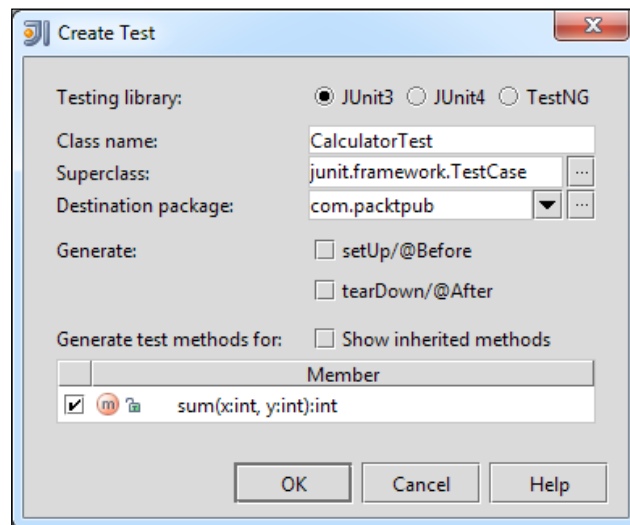 Create Test
Testing library: JUnit3 JUnit4 TestNG
Class name: CalculatorTest
Superclass: junit.framework.TestCase ...
Destination package: com.packtpub ...
Generate: setUp/@Before
tearDown/@After
Generate test methods for: Show inherited methods
Member
m sum(x:int, y:int):int
OK Cancel Help